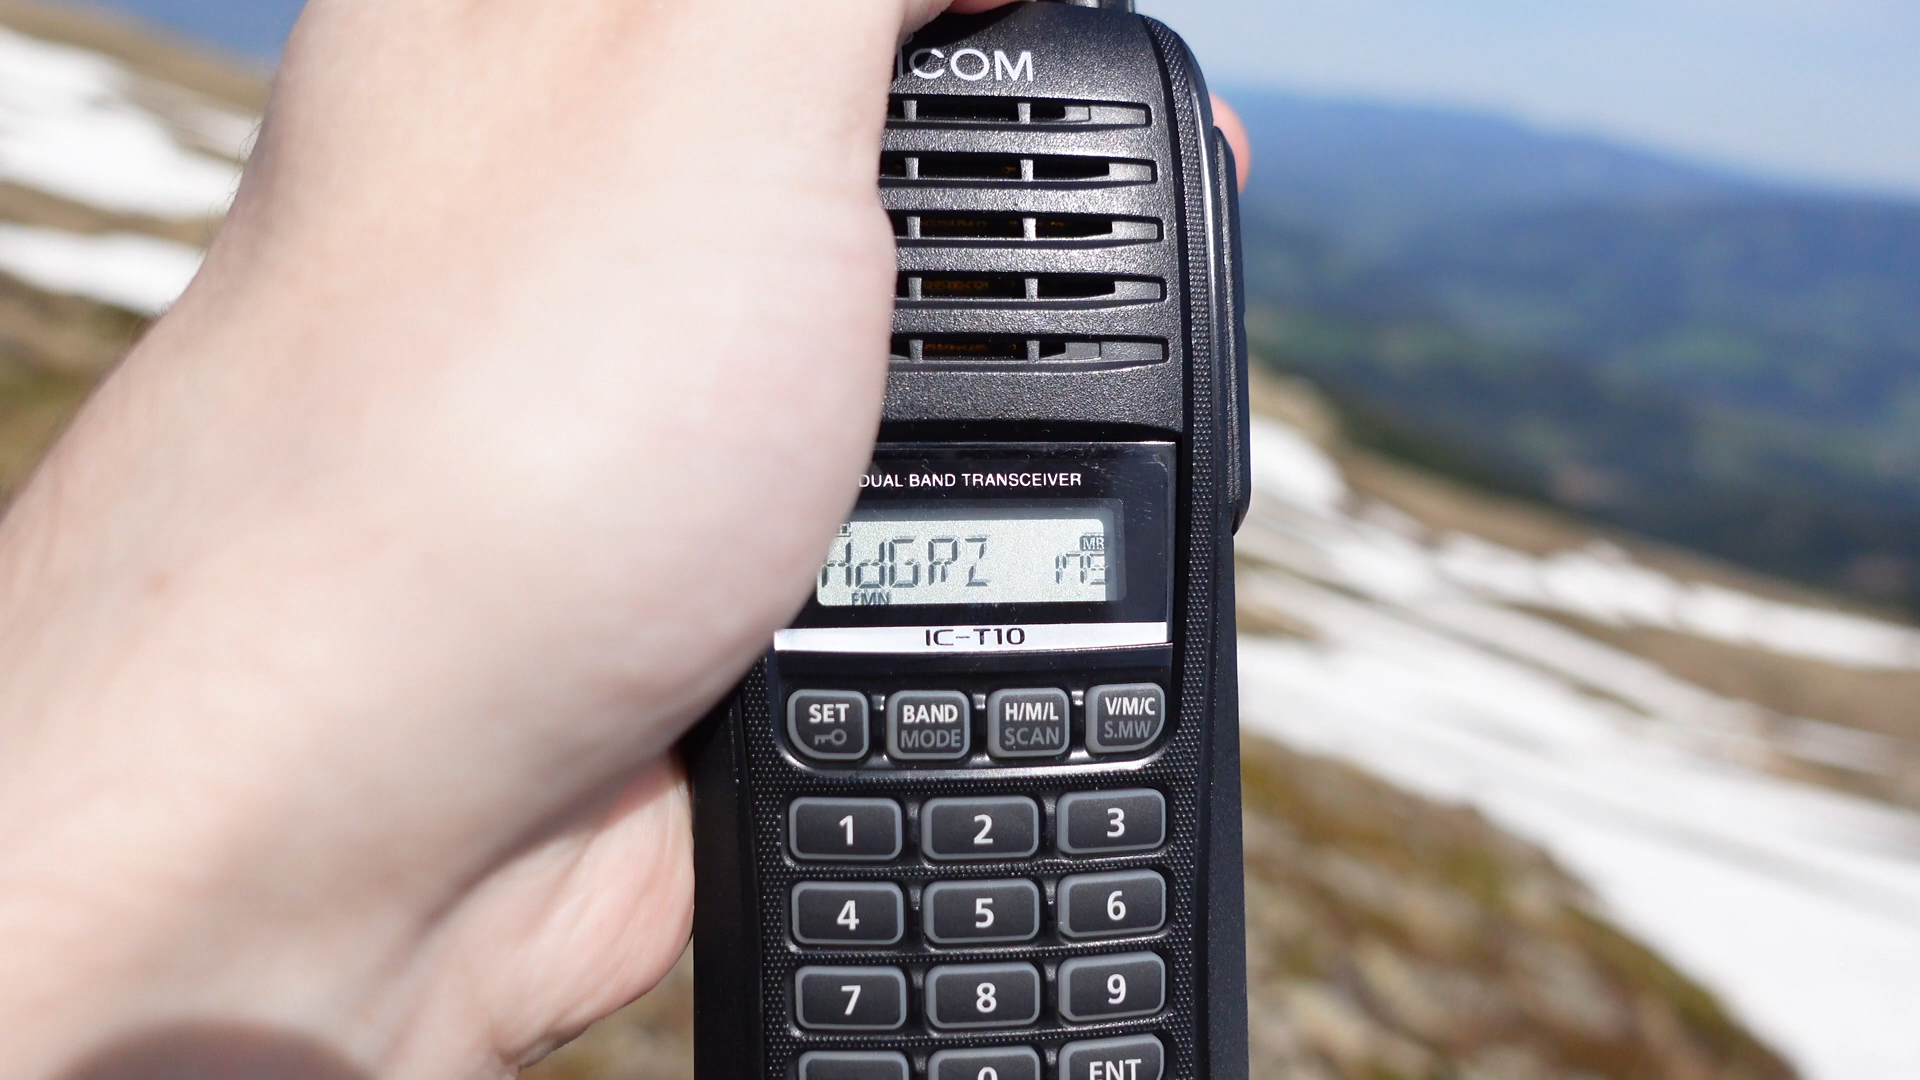 ICOM
DUAL BAND TRANSCEIVER
MR
FMN
IC-T10
SET BAND H/M/L V/M/C
MODE SCAN S.MW
1 2 3
4 5 6
7 8 9
0 ENT